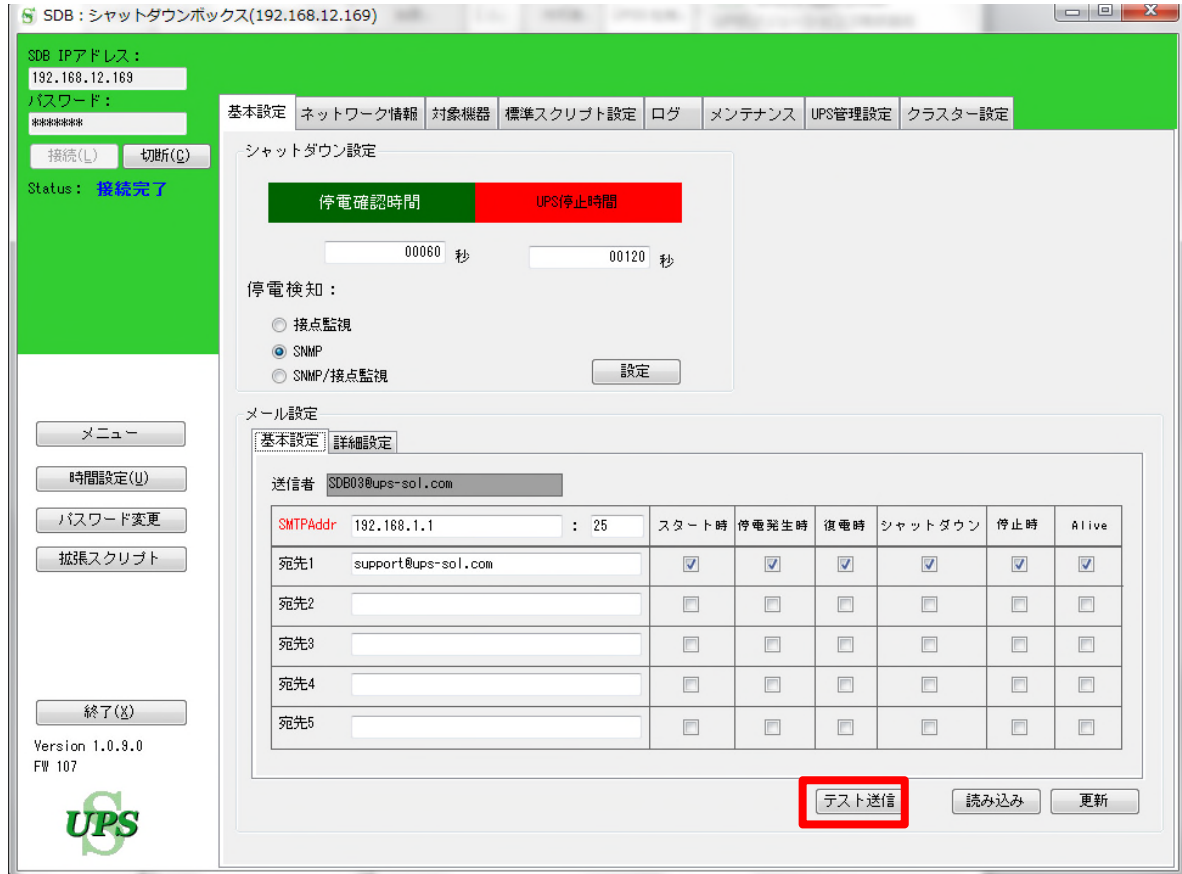 SDB：シャットダウンボックス(192.168.12.169)
SDB IPアドレス：
192.168.12.169
パスワード：
********
接続(L)
切断(C)
Status： 接続完了
基本設定
ネットワーク情報
対象機器
標準スクリプト設定
ログ
メンテナンス
UPS管理設定
クラスター設定
シャットダウン設定
停電確認時間
UPS停止時間
00060 秒
00120 秒
停電検知：
接点監視
SNMP
SNMP/接点監視
設定
メニュー
時間設定(U)
パスワード変更
拡張スクリプト
終了(X)
Version 1.0.9.0
FW 107
S UPS
メール設定
基本設定
詳細設定
送信者 SDB03@ups-sol.com
SMTPAddr 192.168.1.1 : 25 スタート時 停電発生時 復電時 シャットダウン 停止時 Alive
宛先1 support@ups-sol.com
宛先2
宛先3
宛先4
宛先5
テスト送信
読み込み
更新